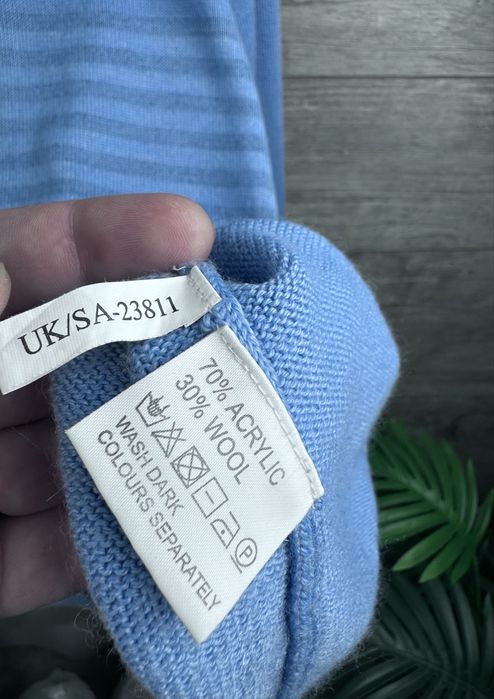 UK/SA-23811
70% ACRYLIC
30% WOOL
P
WASH DARK
COLOURS SEPARATELY